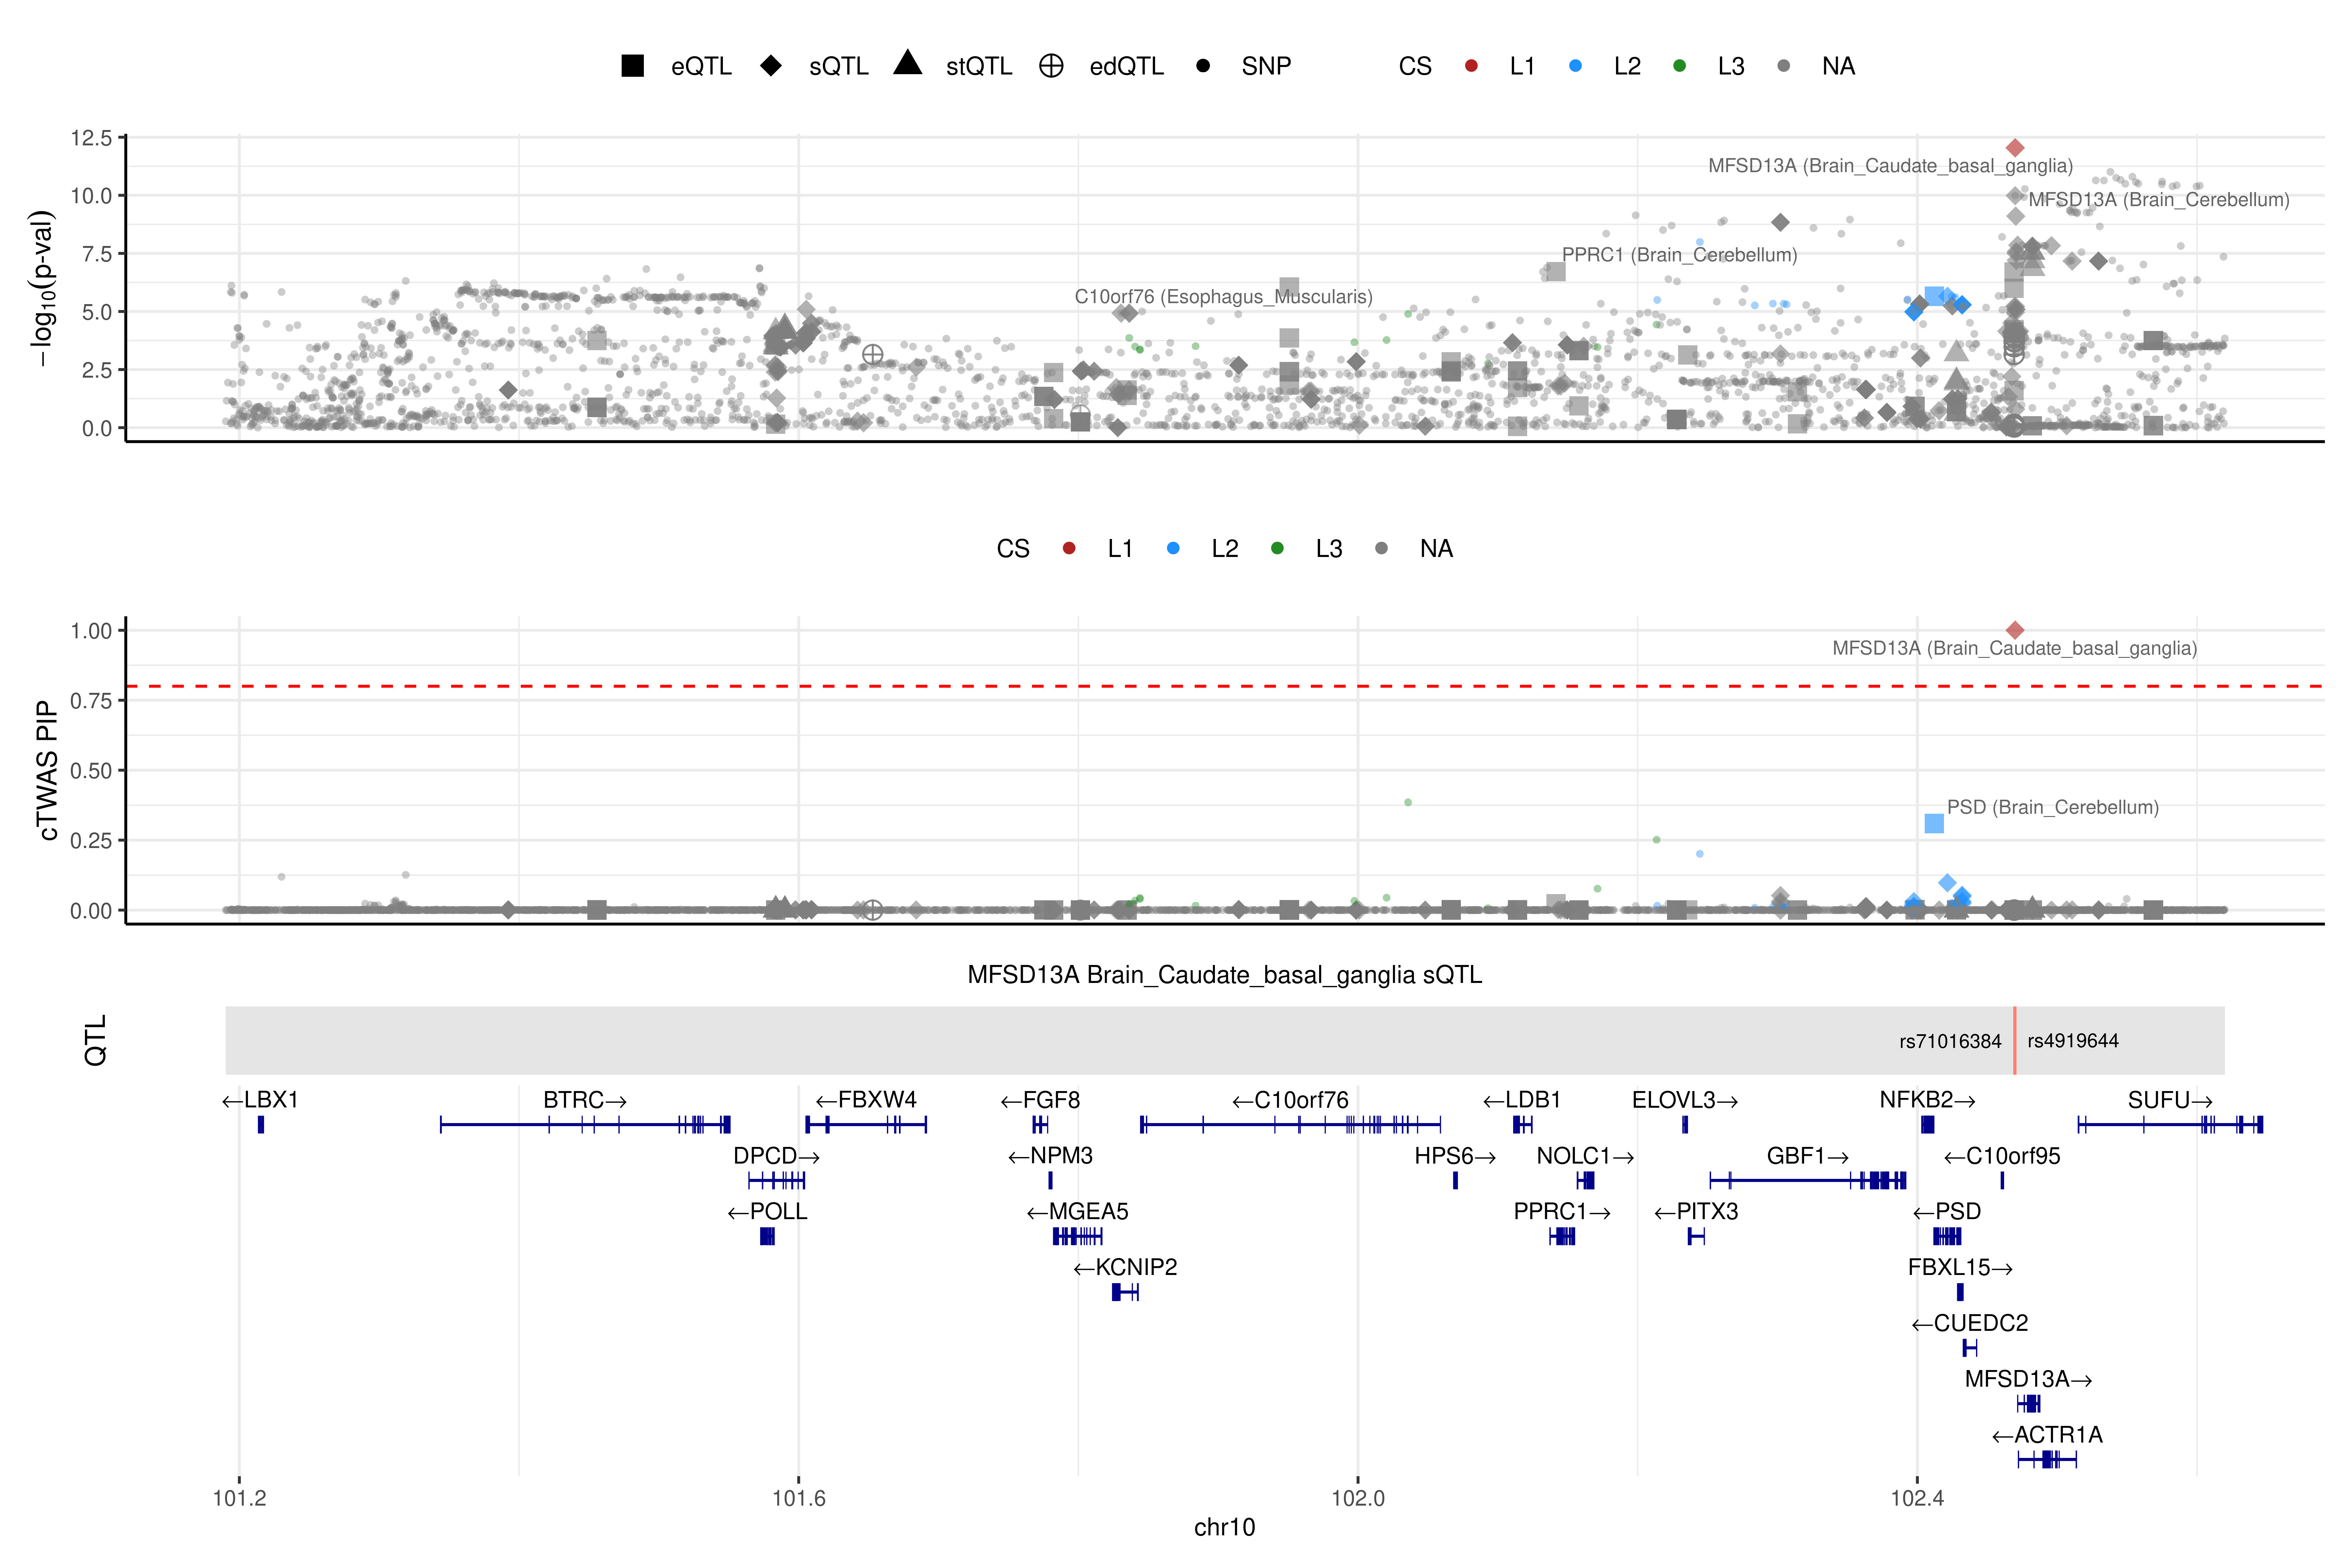 eQTL sQTL stQTL edQTL SNP CS L1 L2 L3 NA
−log10(p-val)
12.5
10.0
7.5
5.0
2.5
0.0
MFSD13A (Brain_Caudate_basal_ganglia)
MFSD13A (Brain_Cerebellum)
PPRC1 (Brain_Cerebellum)
C10orf76 (Esophagus_Muscularis)
CS L1 L2 L3 NA
cTWAS PIP
1.00
0.75
0.50
0.25
0.00
MFSD13A (Brain_Caudate_basal_ganglia)
PSD (Brain_Cerebellum)
MFSD13A Brain_Caudate_basal_ganglia sQTL
QTL
rs71016384 rs4919644
←LBX1 BTRC→ ←FBXW4 ←FGF8 ←C10orf76 ←LDB1 ELOVL3→ NFKB2→ SUFU→
DPCD→ ←NPM3 HPS6→ NOLC1→ GBF1→ ←C10orf95
←POLL ←MGEA5 PPRC1→ ←PITX3 ←PSD
←KCNIP2 FBXL15→
←CUEDC2
MFSD13A→
←ACTR1A
101.2 101.6 102.0 102.4
chr10